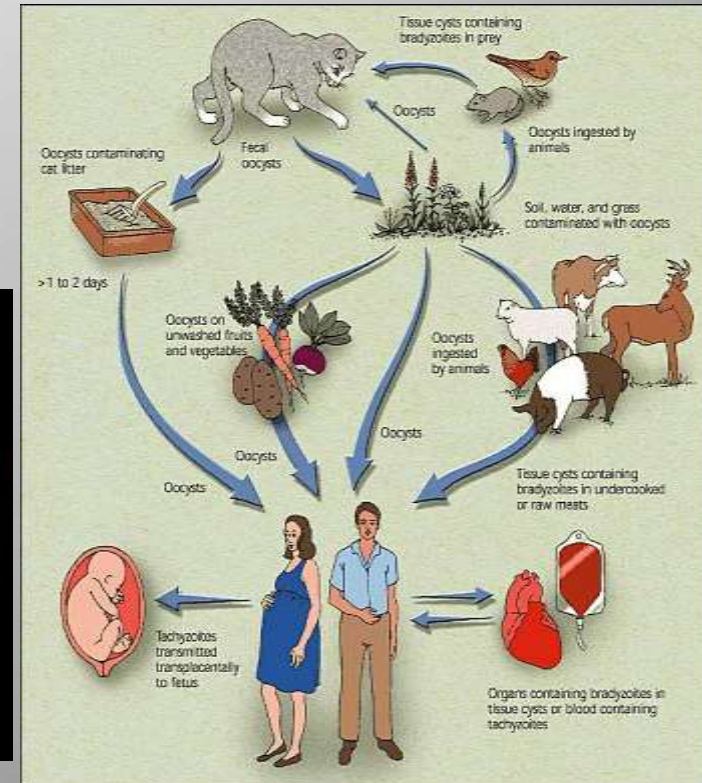 Tissue cysts containing
bradyzoites in prey
Oocysts
Oocysts ingested by
animals
Fecal
oocysts
Oocysts contaminating
cat litter
Soil, water, and grass
contaminated with oocysts
>1 to 2 days
Oocysts on
unwashed fruits
and vegetables
Oocysts
ingested
by animals
Oocysts
Oocysts
Oocysts
Tissue cysts containing
bradyzoites in undercooked
or raw meats
Tachyzoites
transmitted
transplacentally
to fetus
Organs containing bradyzoites in
tissue cysts or blood containing
tachyzoites